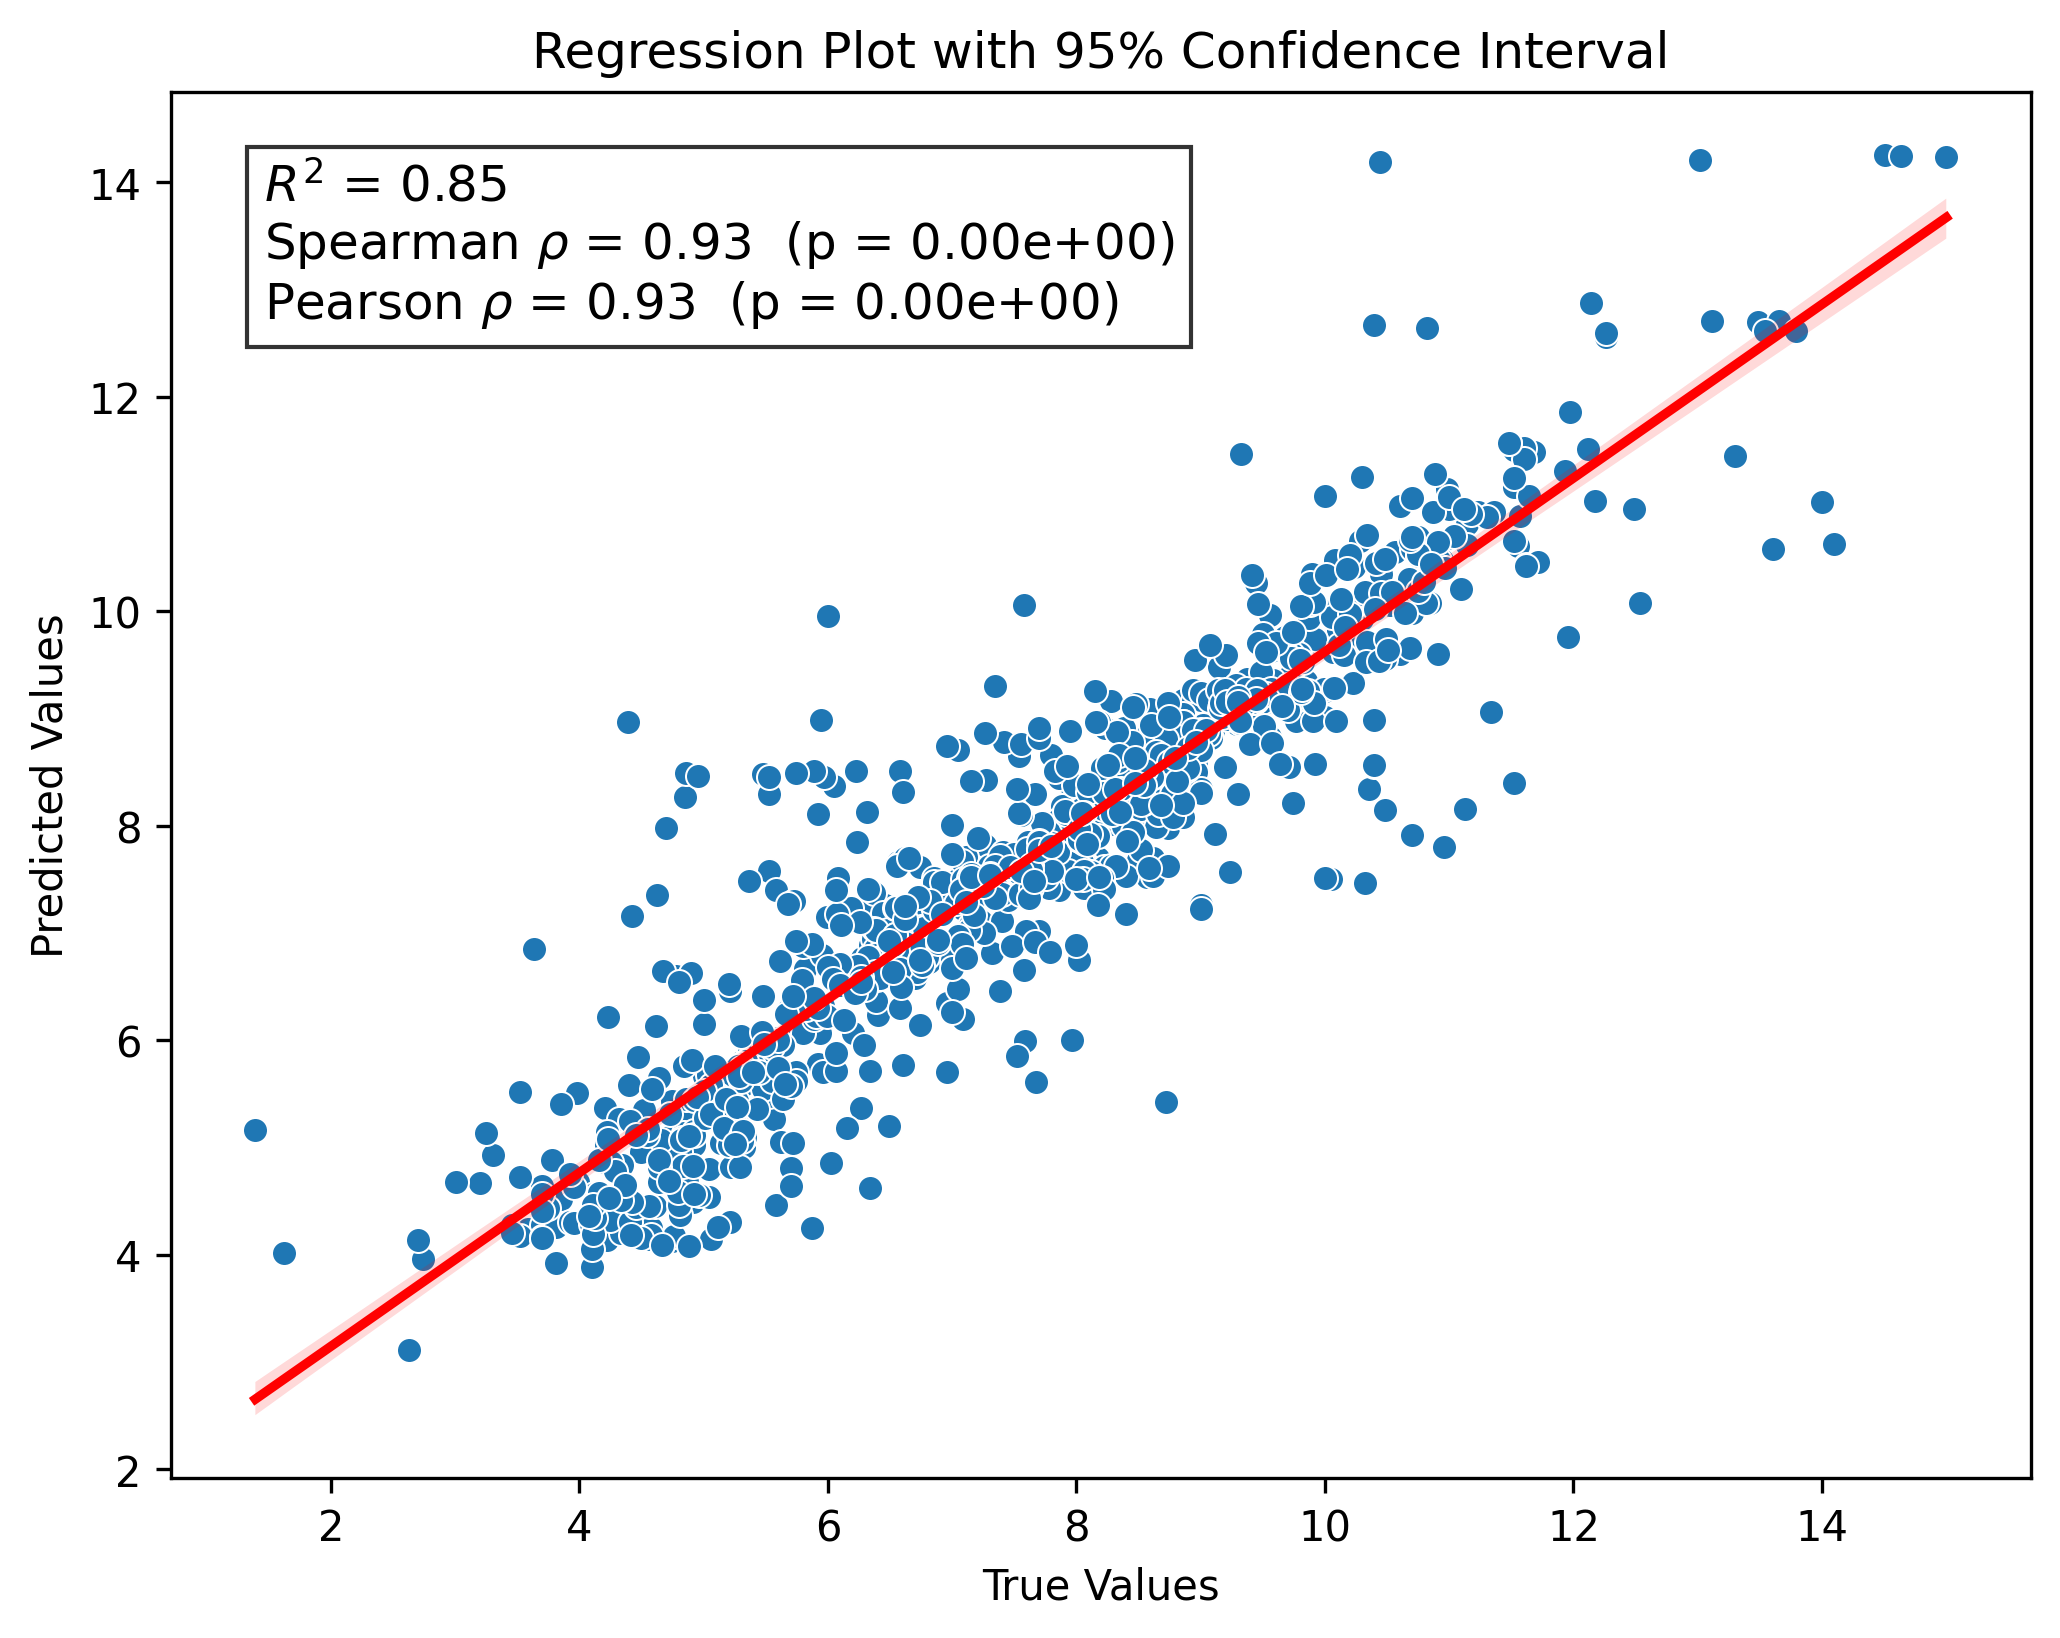 Regression Plot with 95% Confidence Interval
R² = 0.85
Spearman ρ = 0.93 (p = 0.00e+00)
Pearson ρ = 0.93 (p = 0.00e+00)
Predicted Values
14
12
10
8
6
4
2
2 4 6 8 10 12 14
True Values